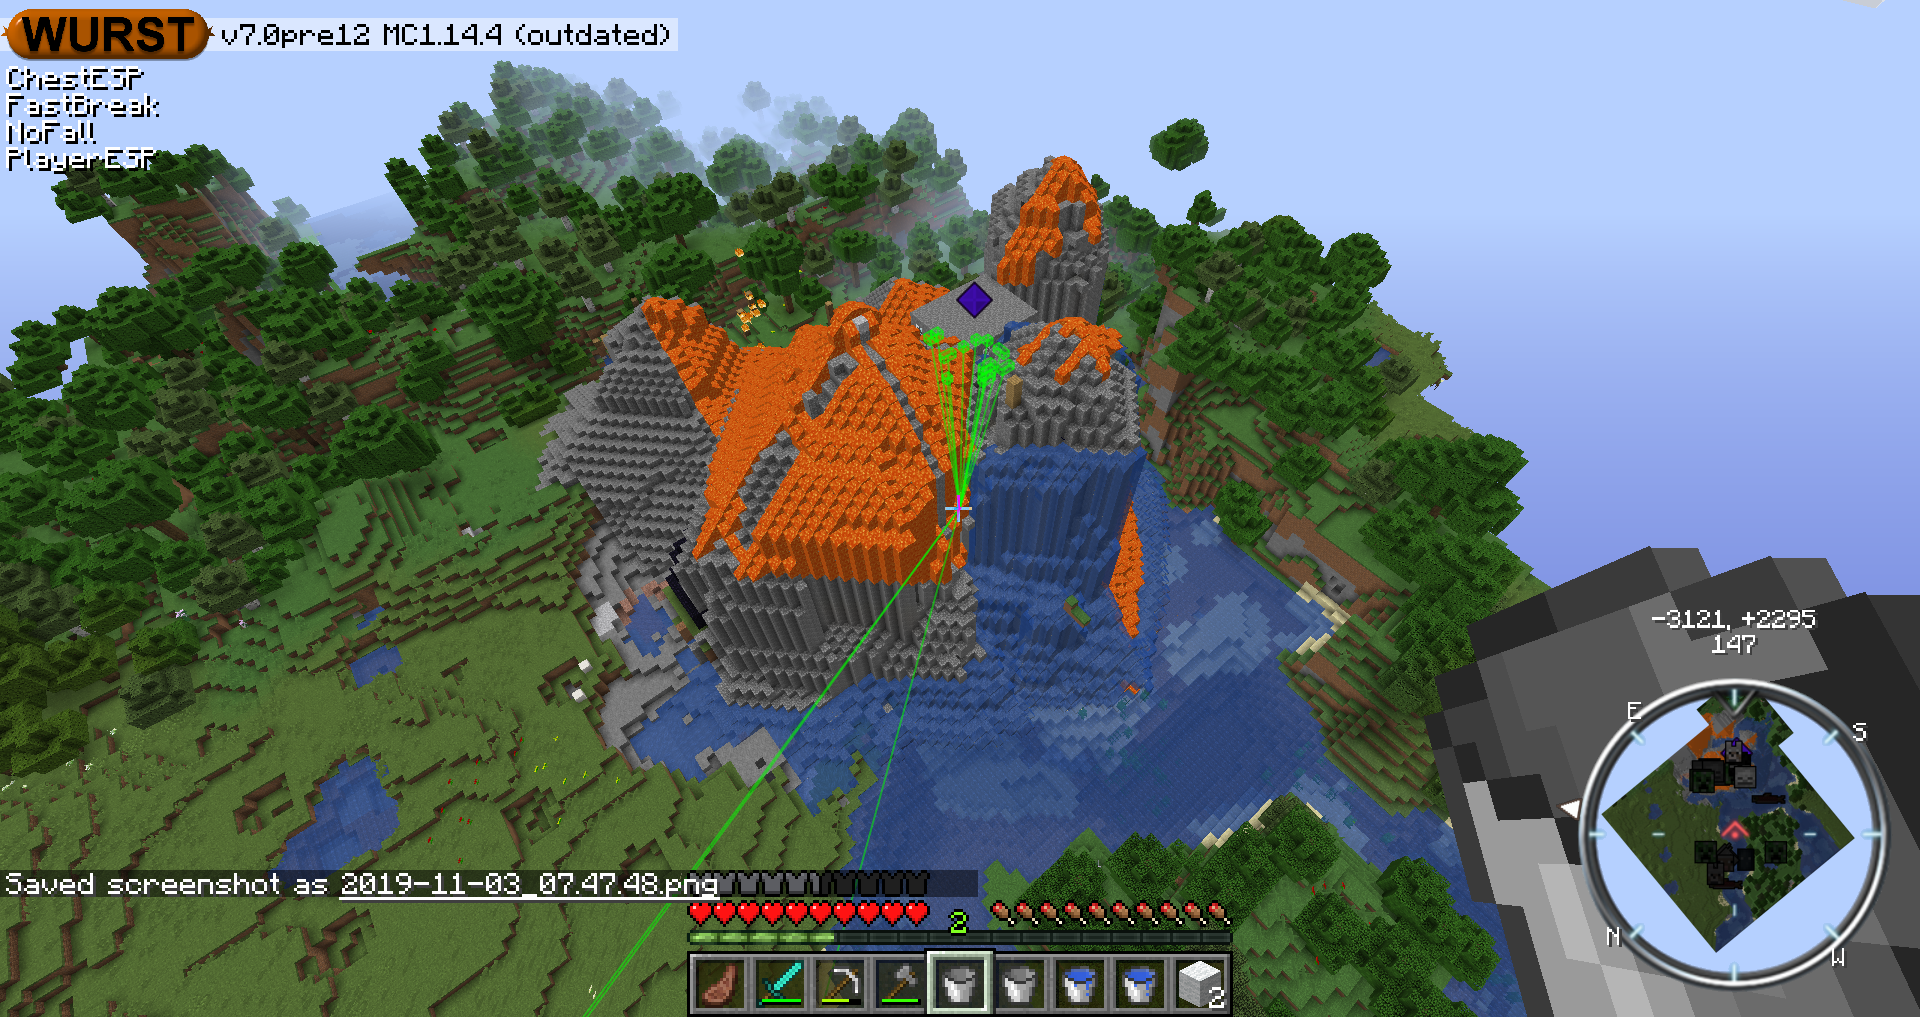 WURST v7.0pre12 MC1.14.4 (outdated)
ChestESP
FastBreak
NoFall
PlayerESP
-3121, +2295
147
E
S
Saved screenshot as 2019-11-03_07.47.48.png
2
N
W
2